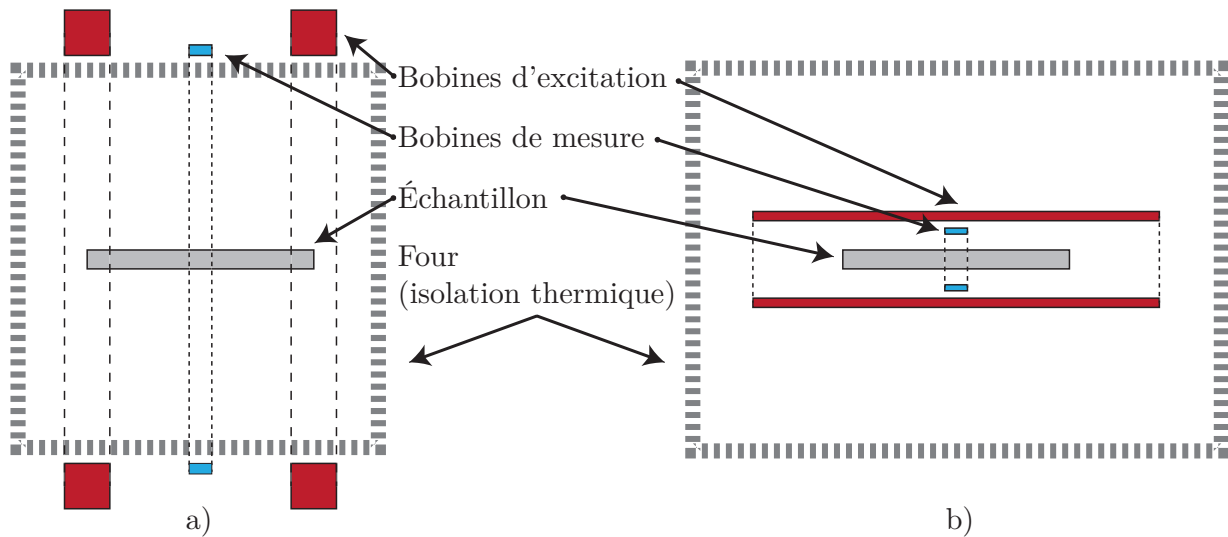 Bobines d'excitation
Bobines de mesure
Échantillon
Four
(isolation thermique)
a)
b)